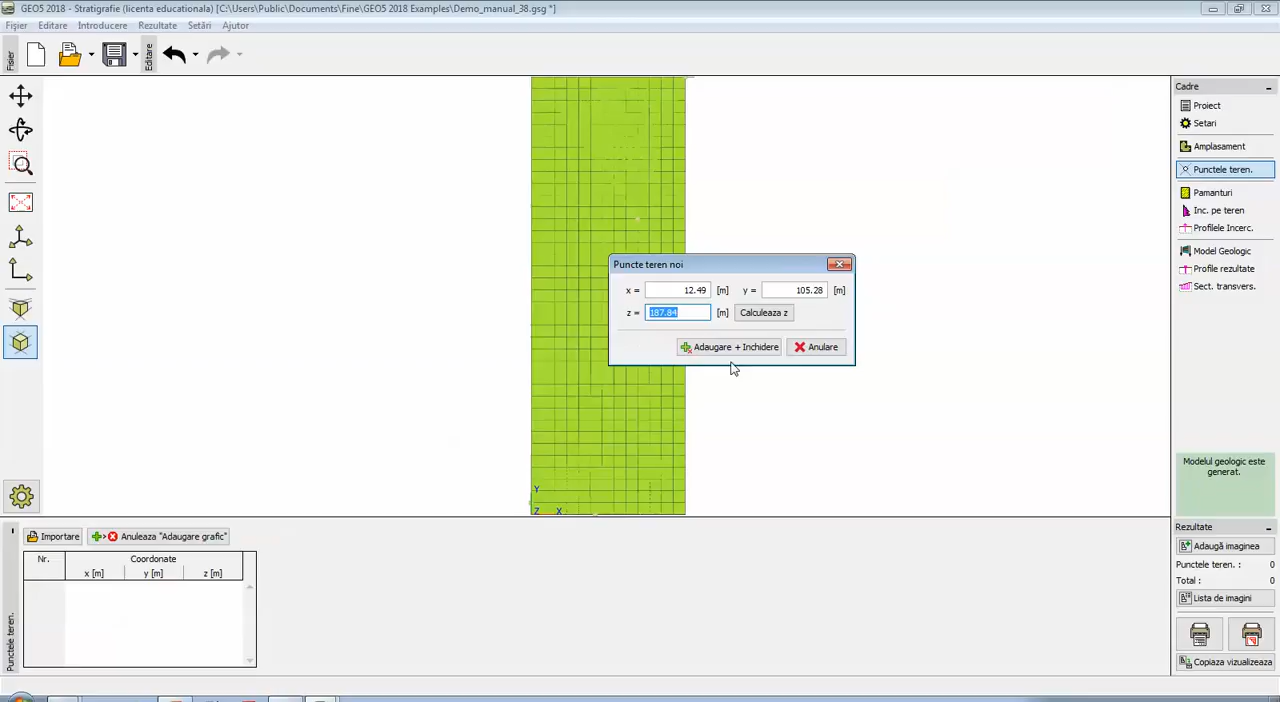 GEO5 2018 - Stratigrafie (licenta educationala) [C:\Users\Public\Documents\Fine\GEO5 2018 Examples\Demo_manual_38.gsg *]
Fișier Editare Introducere Rezultate Setări Ajutor
Fisier
Editare
Cadre
Proiect
Setari
Amplasament
Punctele teren.
Pamanturi
Inc. pe teren
Profilele Incerc.
Model Geologic
Profile rezultate
Sect. transvers.
Puncte teren noi
x = 12.49 [m] y = 105.28 [m]
z = 187.84 [m] Calculeaza z
Adaugare + Inchidere Anulare
Y
Z X
Modelul geologic este generat.
Importare Anuleaza "Adaugare grafic"
Nr. Coordonate
x [m] y [m] z [m]
Punctele teren.
Rezultate
Adaugă imaginea
Punctele teren. : 0
Total : 0
Lista de imagini
Copiaza vizualizeaza